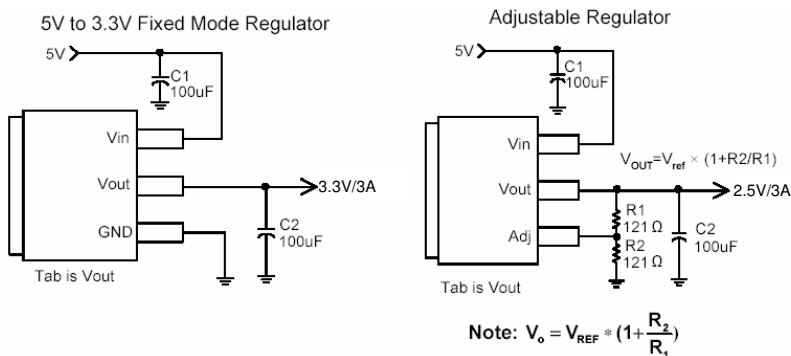 5V to 3.3V Fixed Mode Regulator
5V
C1
100uF
Vin
Vout
GND
3.3V/3A
C2
100uF
Tab is Vout
Adjustable Regulator
5V
C1
100uF
Vin
VOUT=Vref × (1+R2/R1)
Vout
2.5V/3A
R1
121 Ω
Adj
R2
121 Ω
C2
100uF
Tab is Vout
Note: Vo = VREF * (1+ R2/R1)